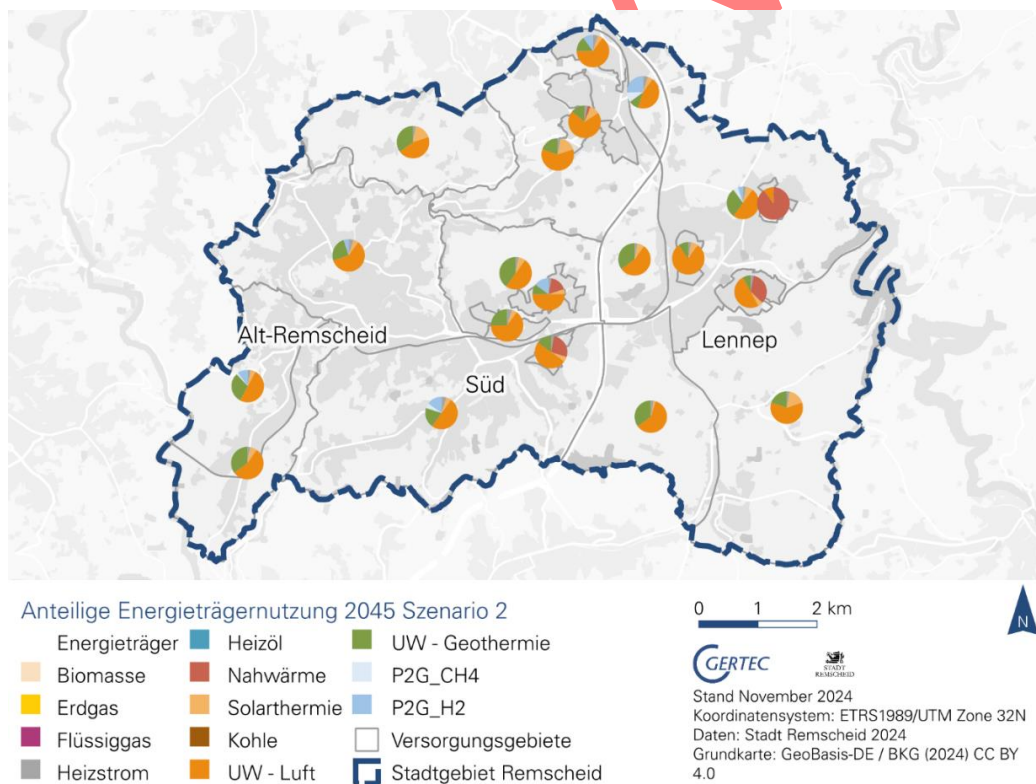 Alt-Remscheid
Lennep
Süd
Anteilige Energieträgernutzung 2045 Szenario 2
Energieträger
Biomasse
Erdgas
Flüssiggas
Heizstrom
Heizöl
Nahwärme
Solarthermie
Kohle
UW - Luft
UW - Geothermie
P2G_CH4
P2G_H2
Versorgungsgebiete
Stadtgebiet Remscheid
0 1 2 km
N
GERTEC
STADT
REMSCHEID
Stand November 2024
Koordinatensystem: ETRS1989/UTM Zone 32N
Daten: Stadt Remscheid 2024
Grundkarte: GeoBasis-DE / BKG (2024) CC BY
4.0